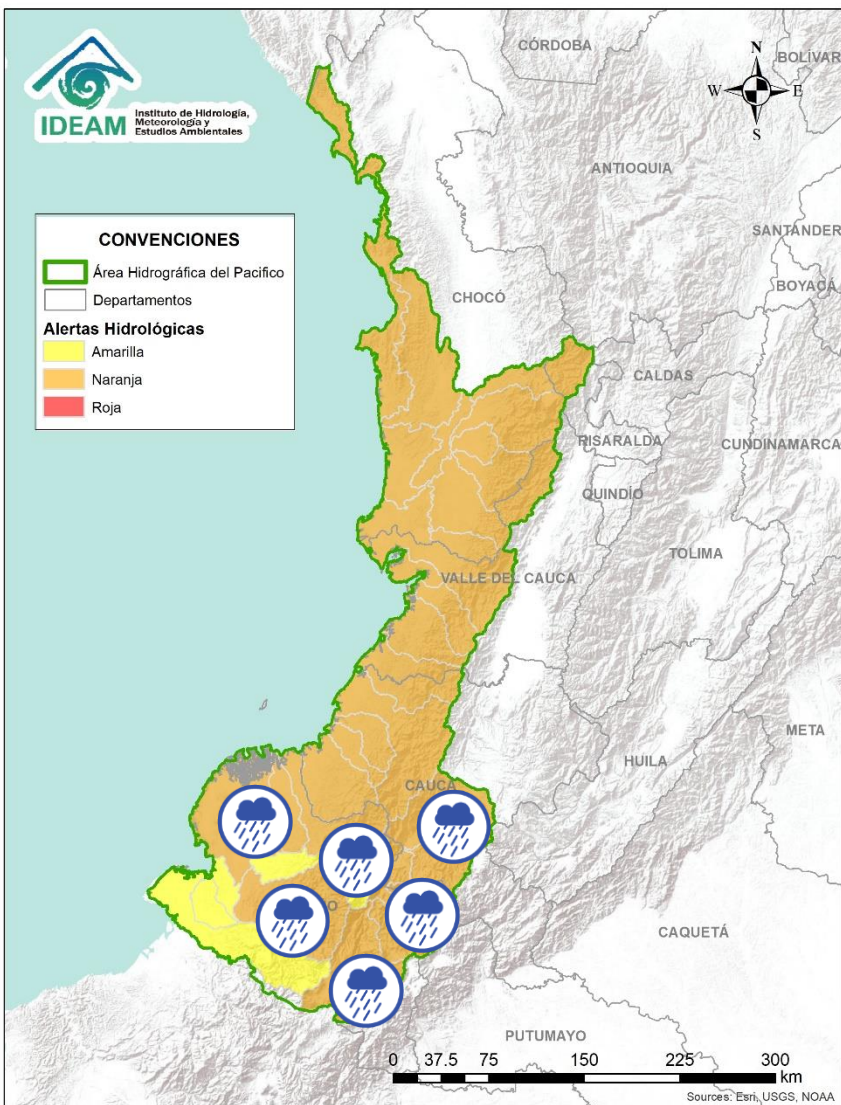 IDEAM
Instituto de Hidrología,
Meteorología y
Estudios Ambientales
CÓRDOBA
BOLÍVAR
N
W
E
S
ANTIOQUIA
SANTÁNDER
BOYACÁ
CONVENCIONES
Área Hidrográfica del Pacifico
Departamentos
Alertas Hidrológicas
Amarilla
Naranja
Roja
CHOCÓ
CALDAS
RISARALDA
CUNDINAMARCA
QUINDÍO
TOLIMA
VALLE DEL CAUCA
META
HUILA
CAUCA
O
CAQUETÁ
PUTUMAYO
0 37.5 75 150 225 300
km
Sources: Esri, USGS, NOAA